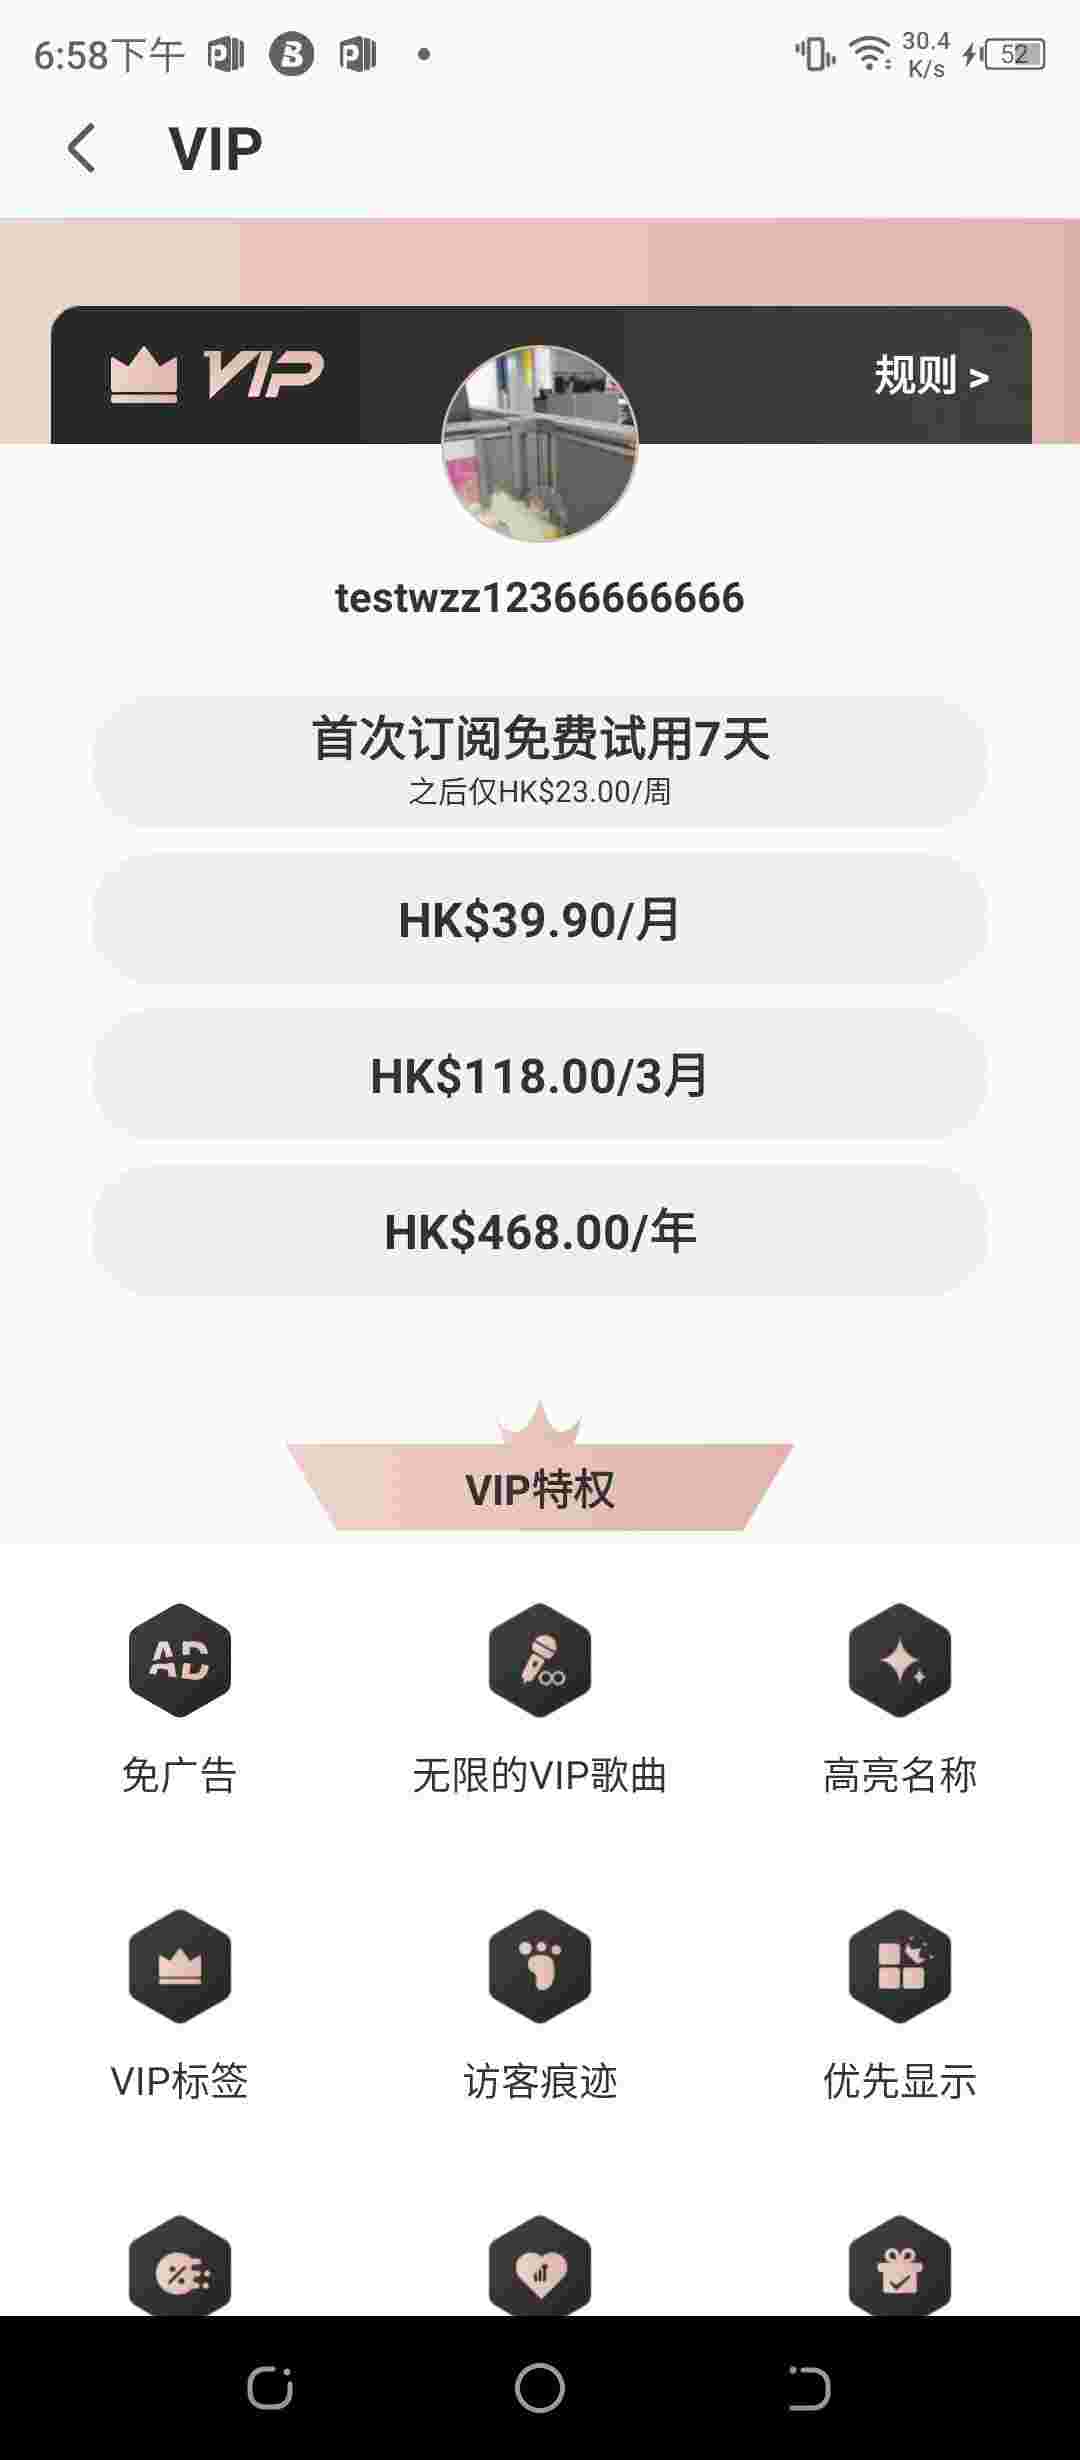 6:58下午
30.4
K/s
52
VIP
VIP
规则 >
testwzz12366666666
首次订阅免费试用7天
之后仅HK$23.00/周
HK$39.90/月
HK$118.00/3月
HK$468.00/年
VIP特权
AD
免广告
无限的VIP歌曲
高亮名称
VIP标签
访客痕迹
优先显示